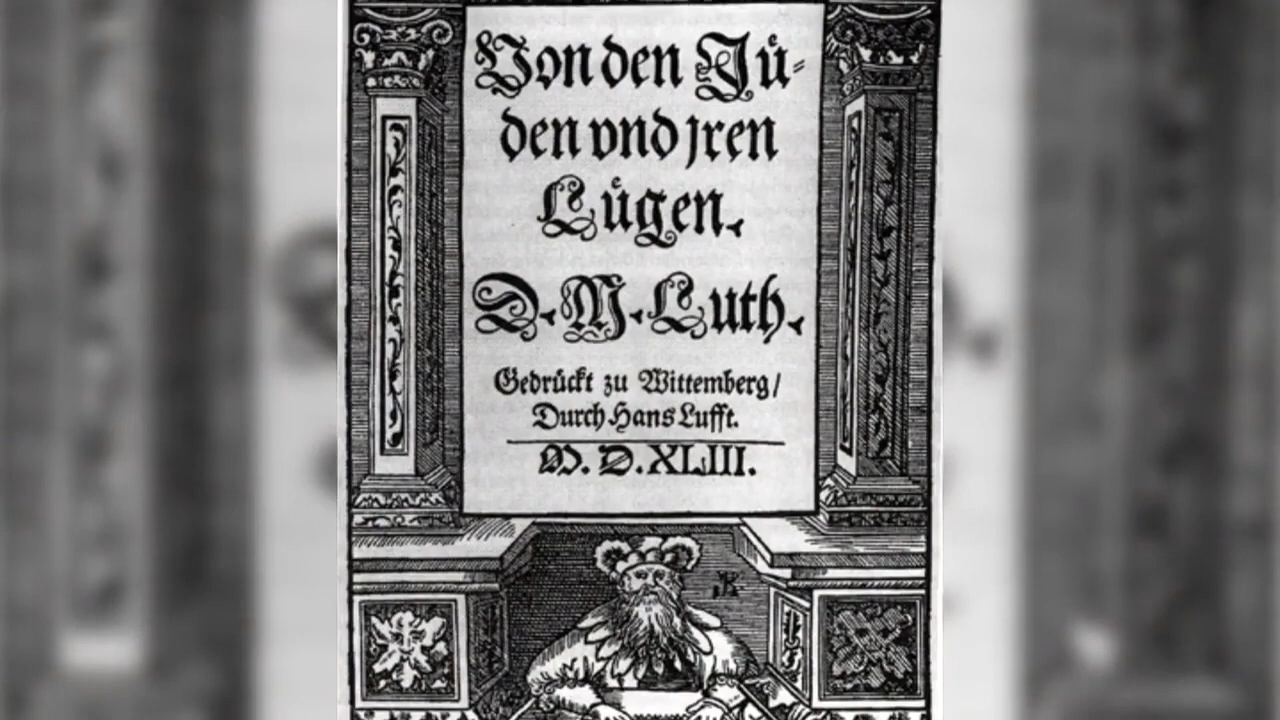 Von den Jü⸗
den vnd jren
Lügen.
D. M. Luth.
Gedrückt zu Wittemberg/
Durch Hans Lufft.
M. D. XLIII.